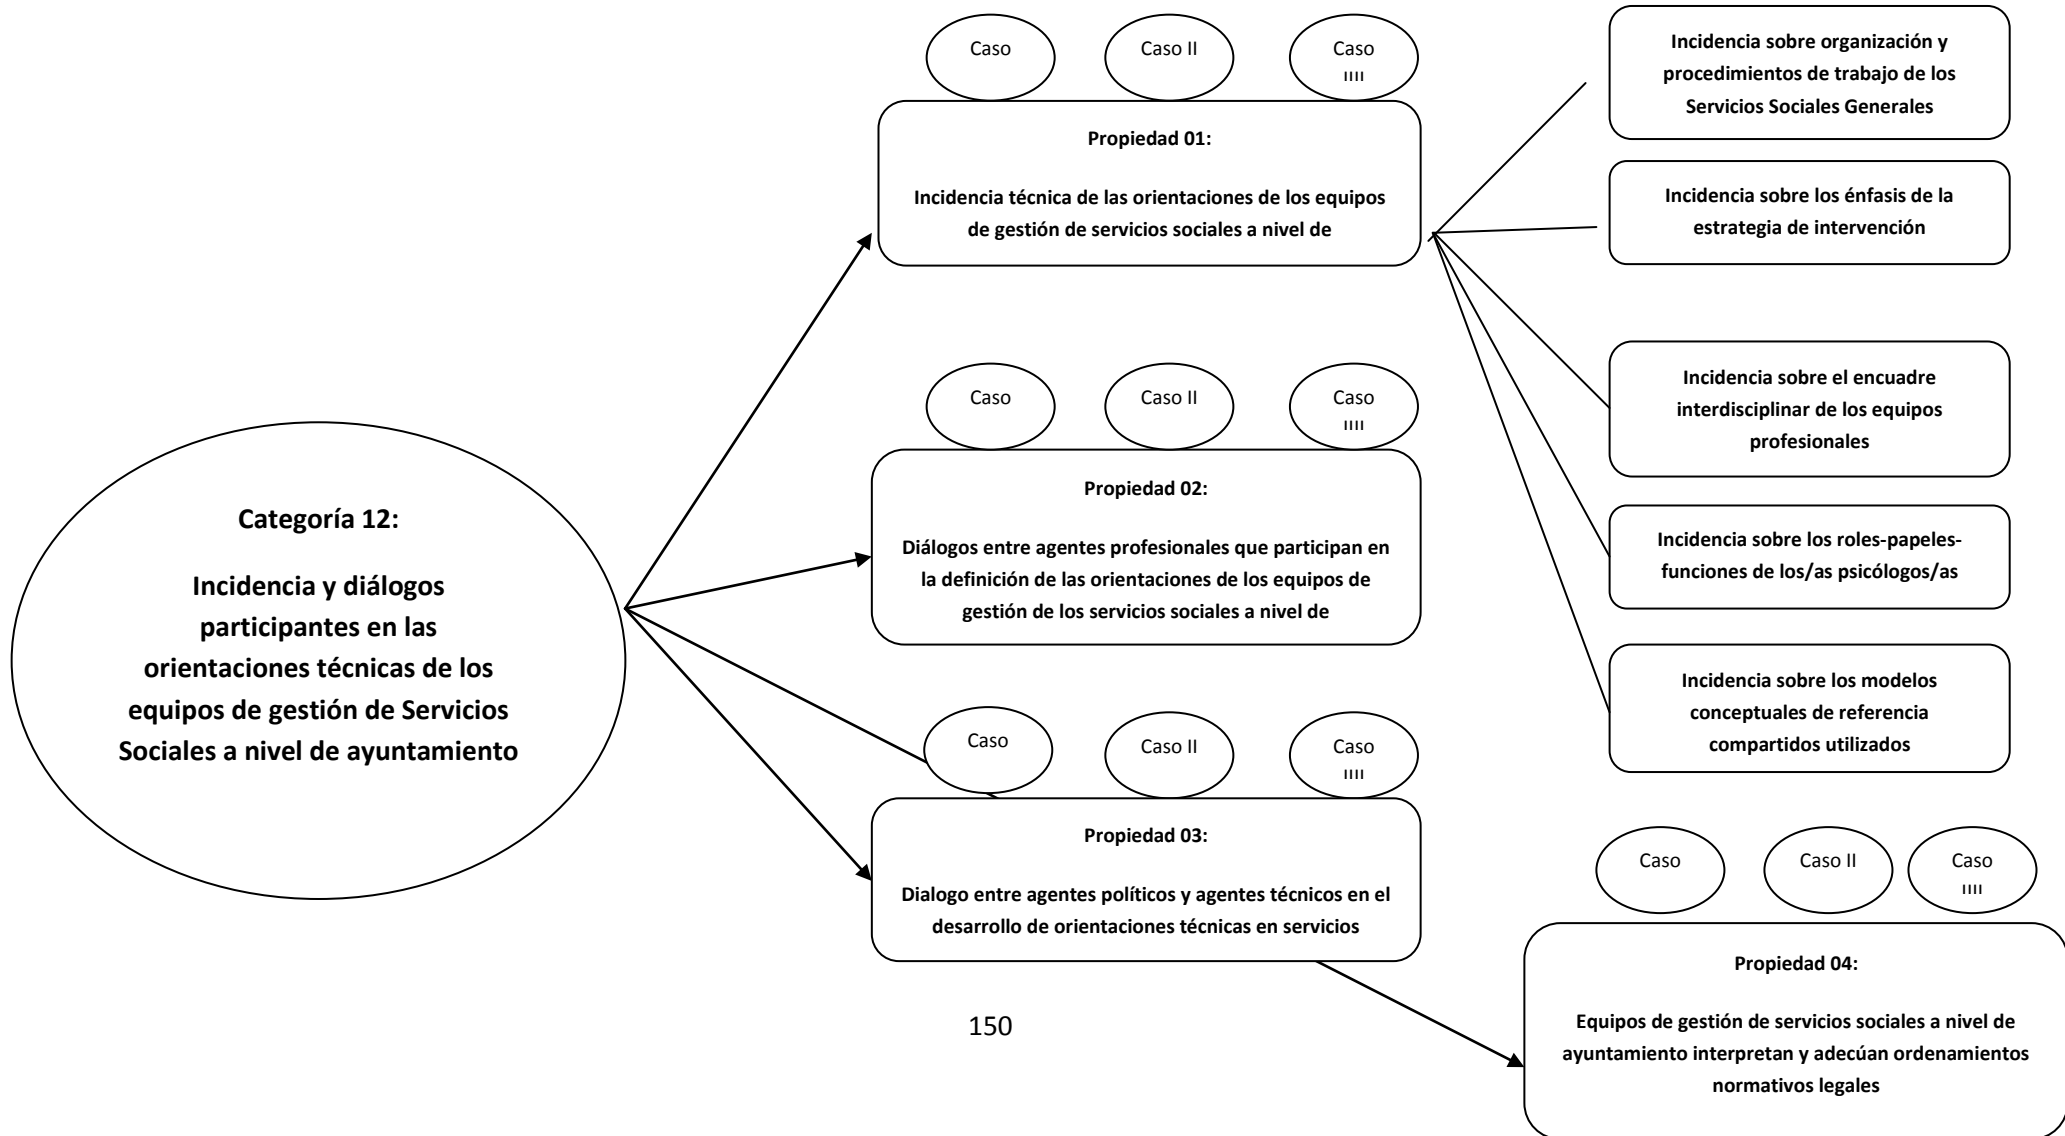 Caso
Caso II
Caso
Propiedad 01:
Incidencia técnica de las orientaciones de los equipos
de gestión de servicios sociales a nivel de
Incidencia sobre organización y
procedimientos de trabajo de los
Servicios Sociales Generales
Incidencia sobre los énfasis de la
estrategia de intervención
Incidencia sobre el encuadre
interdisciplinar de los equipos
profesionales
Incidencia sobre los roles-papeles-
funciones de los/as psicólogos/as
Incidencia sobre los modelos
conceptuales de referencia
compartidos utilizados
Caso
Caso II
Caso
Propiedad 02:
Diálogos entre agentes profesionales que participan en
la definición de las orientaciones de los equipos de
gestión de los servicios sociales a nivel de
Categoría 12:
Incidencia y diálogos
participantes en las
orientaciones técnicas de los
equipos de gestión de Servicios
Sociales a nivel de ayuntamiento
Caso
Caso II
Caso
Propiedad 03:
Dialogo entre agentes políticos y agentes técnicos en el
desarrollo de orientaciones técnicas en servicios
Caso
Caso II
Caso
Propiedad 04:
Equipos de gestión de servicios sociales a nivel de
ayuntamiento interpretan y adecúan ordenamientos
normativos legales
150